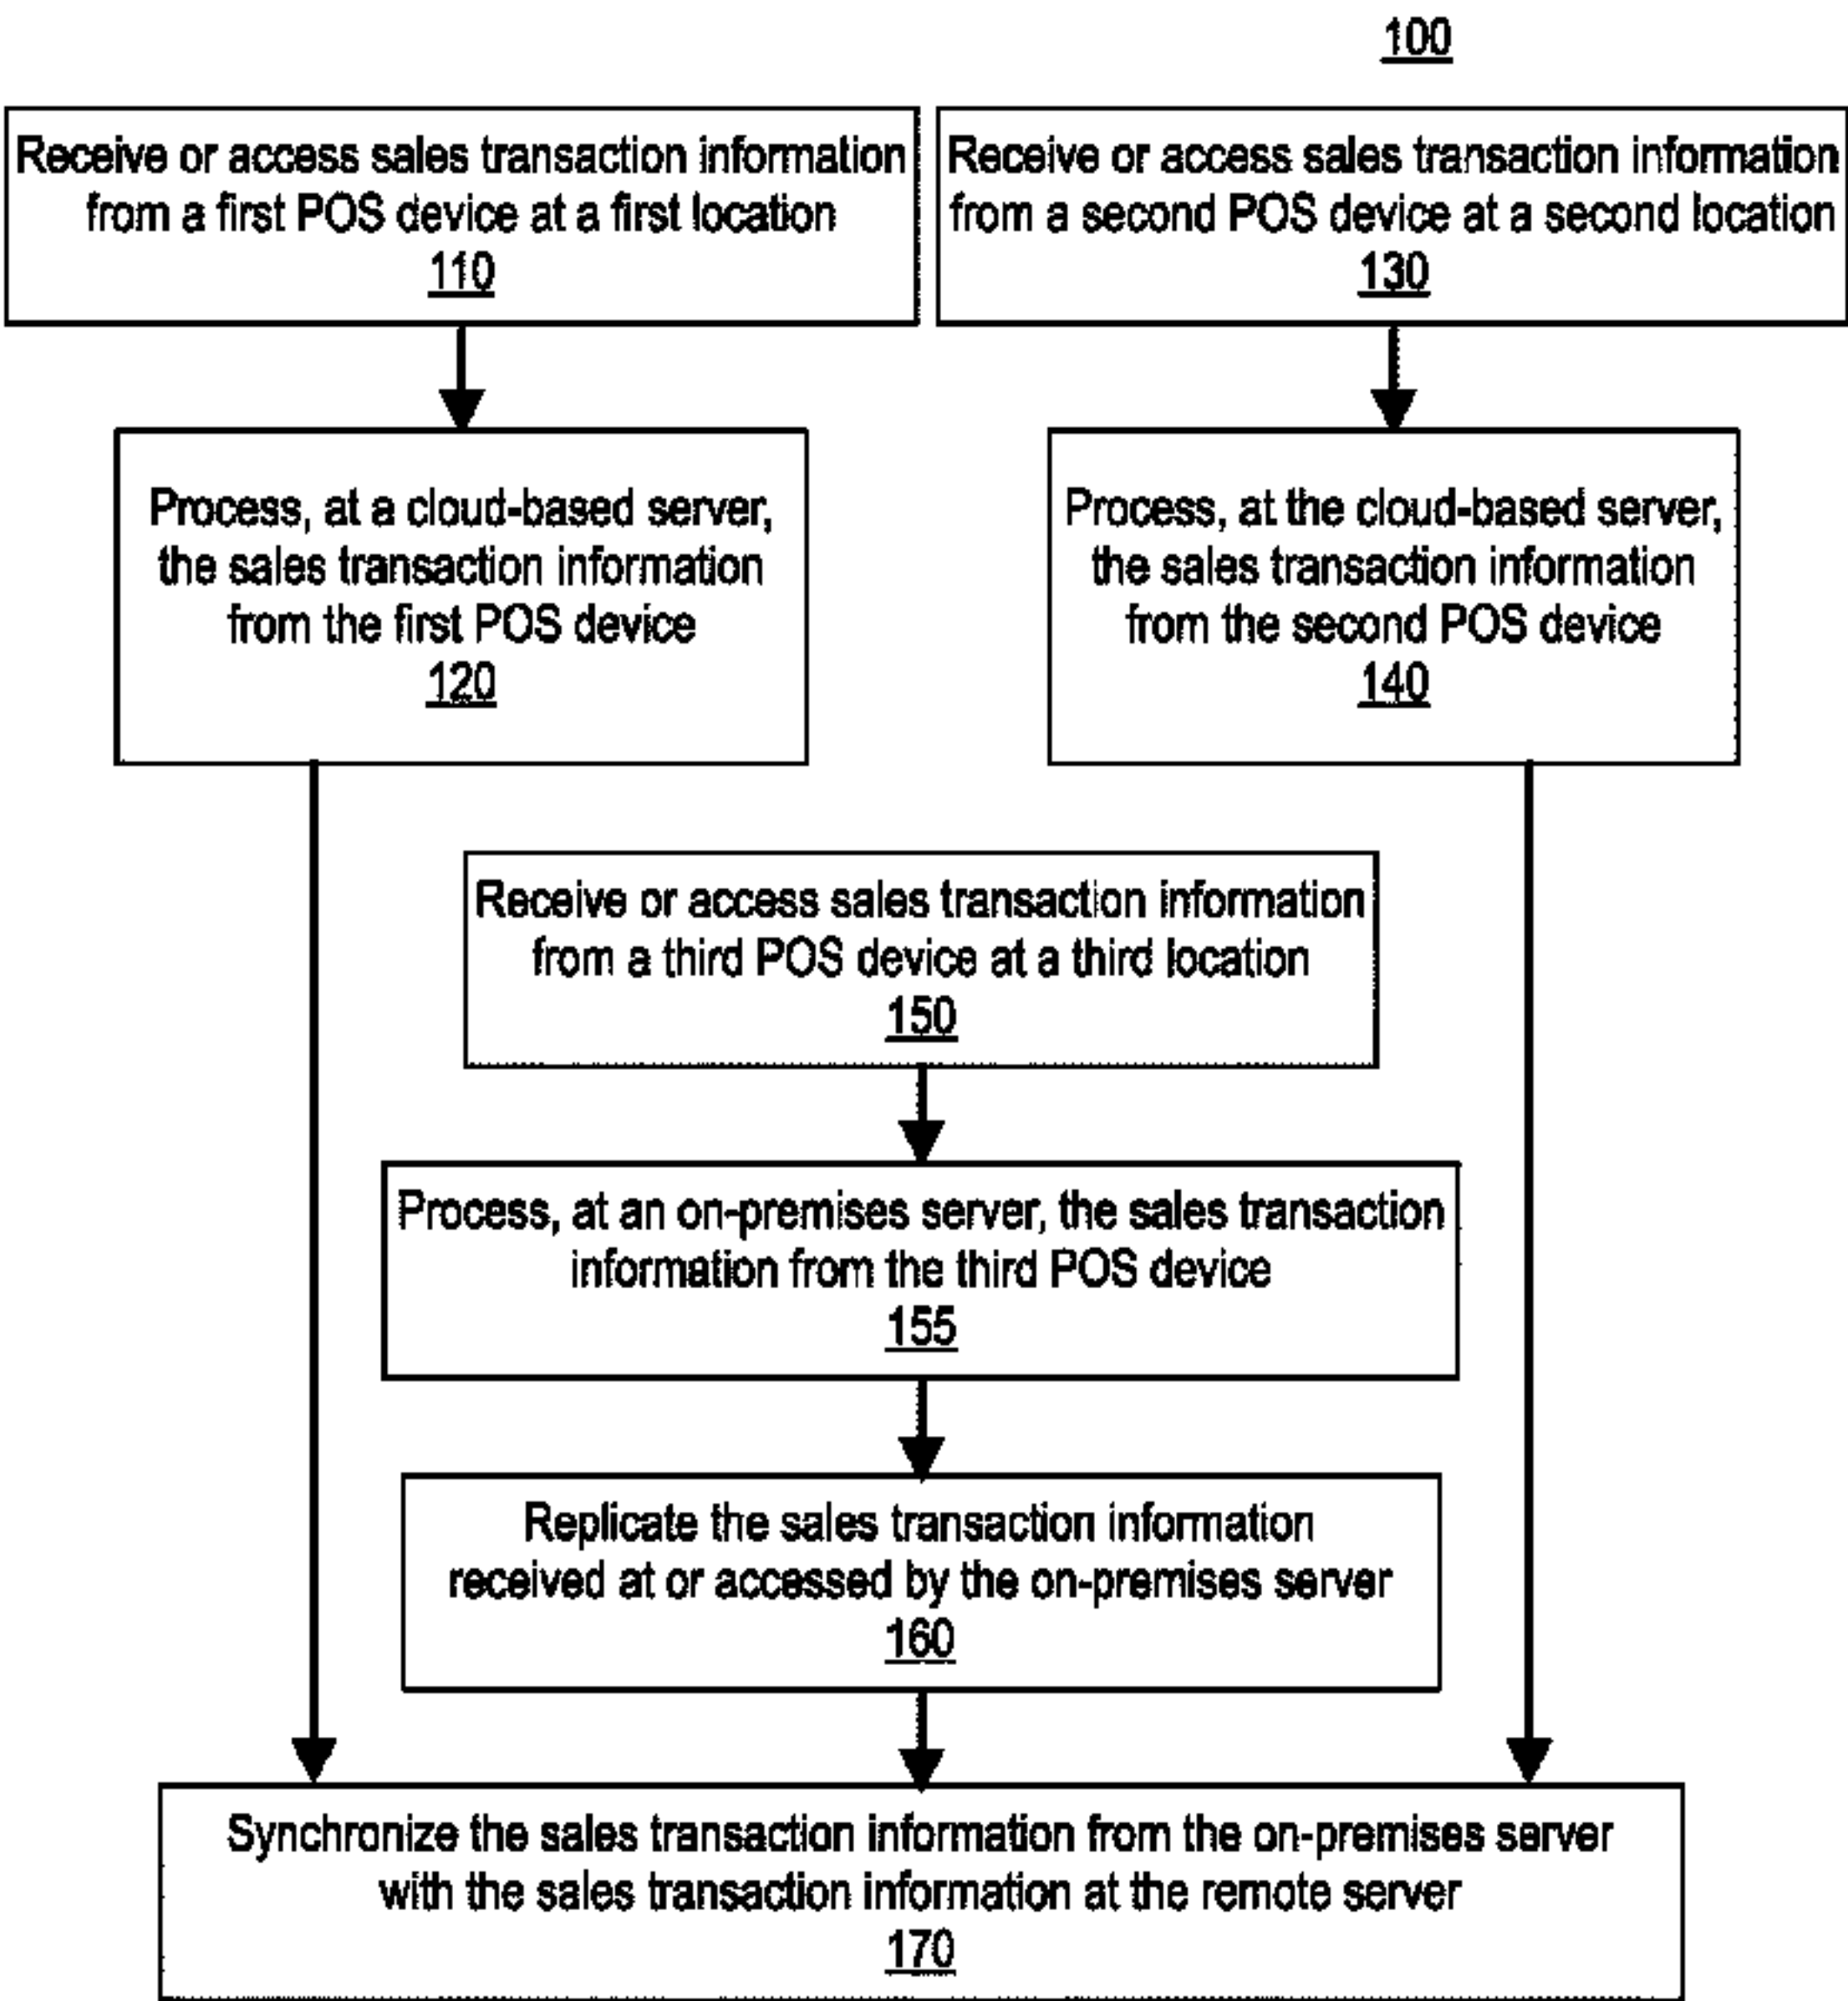 100
Receive or access sales transaction information
from a first POS device at a first location
110
Receive or access sales transaction information
from a second POS device at a second location
130
Process, at a cloud-based server,
the sales transaction information
from the first POS device
120
Process, at the cloud-based server,
the sales transaction information
from the second POS device
140
Receive or access sales transaction information
from a third POS device at a third location
150
Process, at an on-premises server, the sales transaction
information from the third POS device
155
Replicate the sales transaction information
received at or accessed by the on-premises server
160
Synchronize the sales transaction information from the on-premises server
with the sales transaction information at the remote server
170